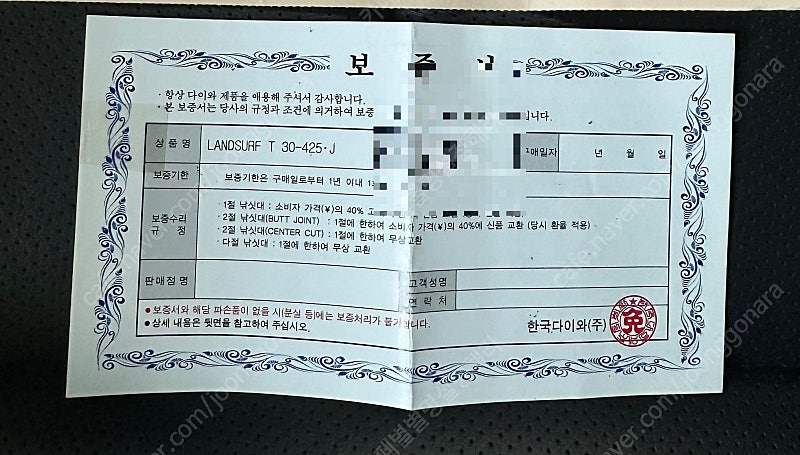 보 주
· 항상 다이와 제품을 애용해 주셔서 감사합니다.
· 본 보증서는 당사의 규정과 조건에 의거하여 보증 니다.
상 품 명 LANDSURF T 30-425·J 구매일자 년 월 일
보증기한 보증기한은 구매일로부터 1년 이내 1
보증수리 규 정
· 1절 낚싯대 : 소비자 가격(￥)의 40%
· 2절 낚싯대(BUTT JOINT) : 1절에 한하여 소비자 가격(￥)의 40%에 신품 교환 (당시 환율 적용)
· 2절 낚싯대(CENTER CUT) : 1절에 한하여 무상교환
· 다절 낚싯대 : 1절에 한하여 무상 교환
판매점명 고객성명
연 락 처
● 보증서와 해당 파손품이 없을 시(분실 등)에는 보증처리가 불가 합니다.
● 상세 내용은 뒷면을 참고하여 주십시오.
한국다이와(주) 免